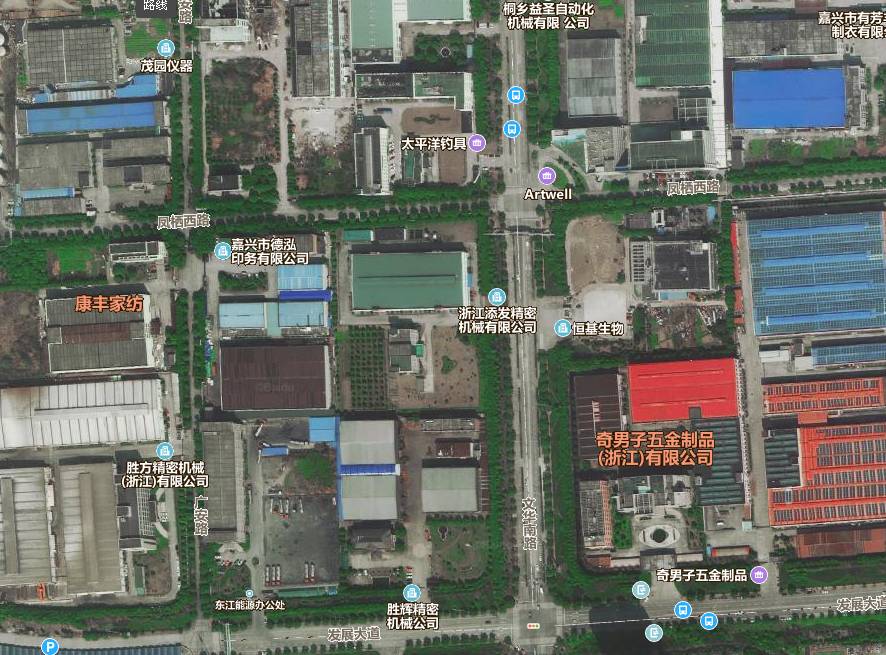 路线
安路
桐乡益圣自动化
机械有限公司
嘉兴市有芳
制衣有限
茂园仪器
太平洋钓具
Artwell
凤栖西路
凤栖西路
嘉兴市德泓
印务有限公司
康丰家纺
浙江添发精密
机械有限公司
恒基生物
奇男子五金制品
(浙江)有限公司
胜方精密机械
(浙江)有限公司
广安路
文华南路
东江能源办公处
胜辉精密
机械公司
奇男子五金制品
发展大道
发展大道
P